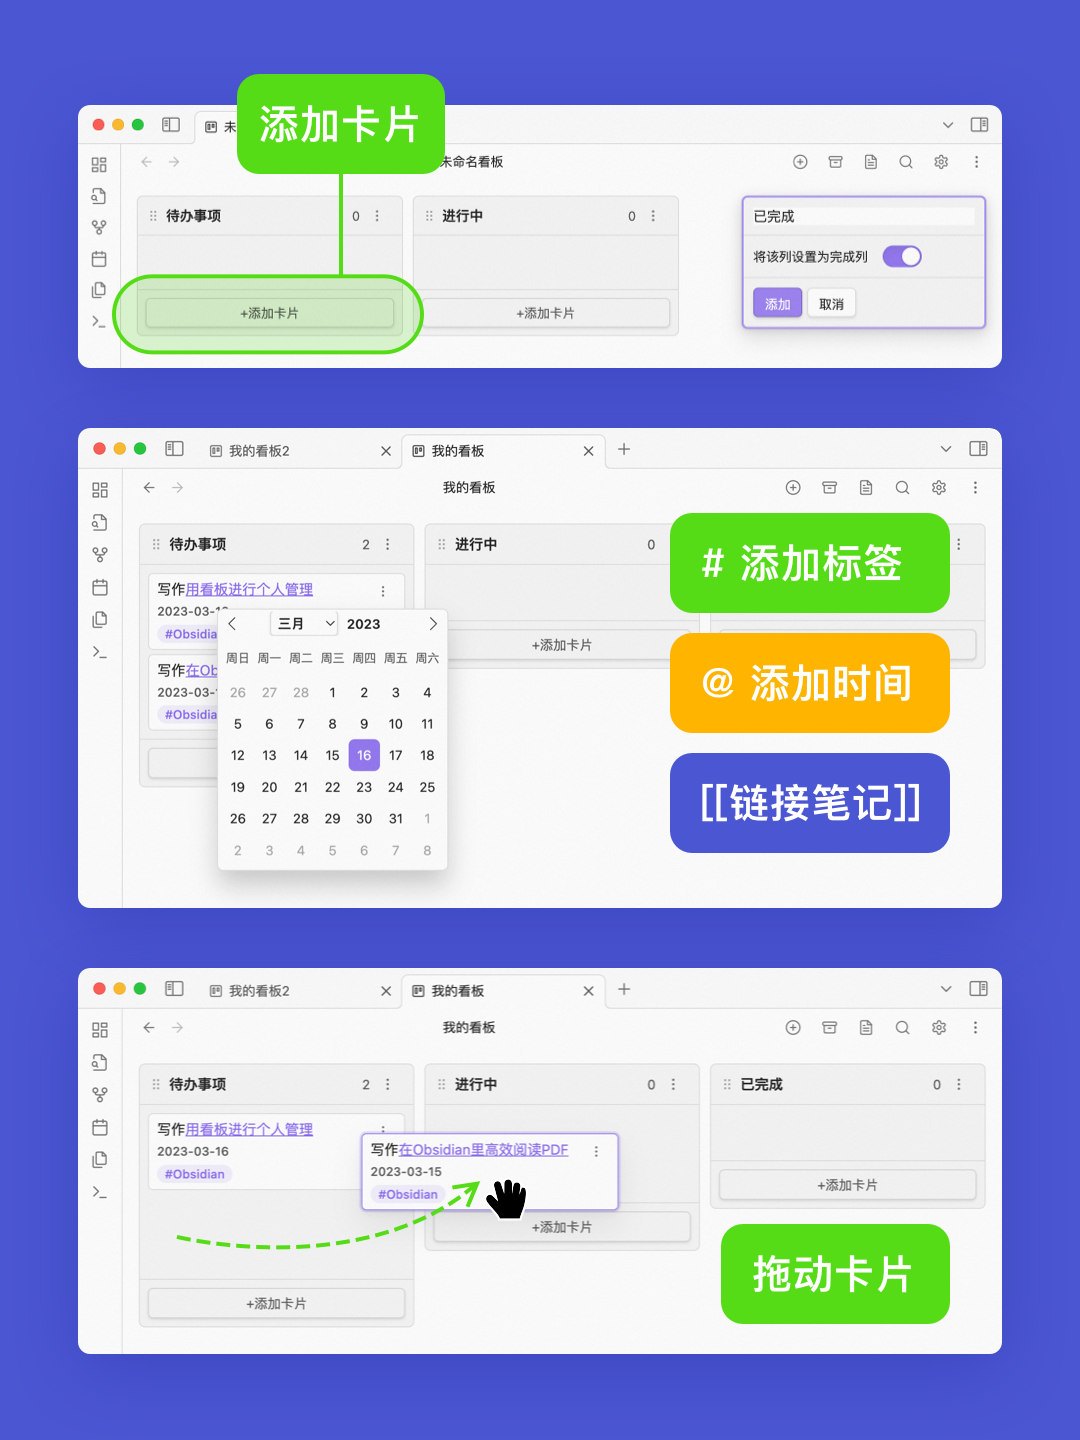 添加卡片
未
未命名看板
待办事项 0
进行中 0
已完成
将该列设置为完成列
添加 取消
+添加卡片
+添加卡片
我的看板2
我的看板
我的看板
待办事项 2
进行中 0
# 添加标签
写作用看板进行个人管理
2023-03-1
#Obsidia
写作在Ob
2023-03-
#Obsidia
三月 2023
周日 周一 周二 周三 周四 周五 周六
26 27 28 1 2 3 4
5 6 7 8 9 10 11
12 13 14 15 16 17 18
19 20 21 22 23 24 25
26 27 28 29 30 31 1
2 3 4 5 6 7 8
+添加卡片
@ 添加时间
[[链接笔记]]
我的看板2
我的看板
我的看板
待办事项 2
进行中 0
已完成 0
写作用看板进行个人管理
2023-03-16
#Obsidian
写作在Obsidian里高效阅读PDF
2023-03-15
#Obsidian
+添加卡片
+添加卡片
+添加卡片
拖动卡片